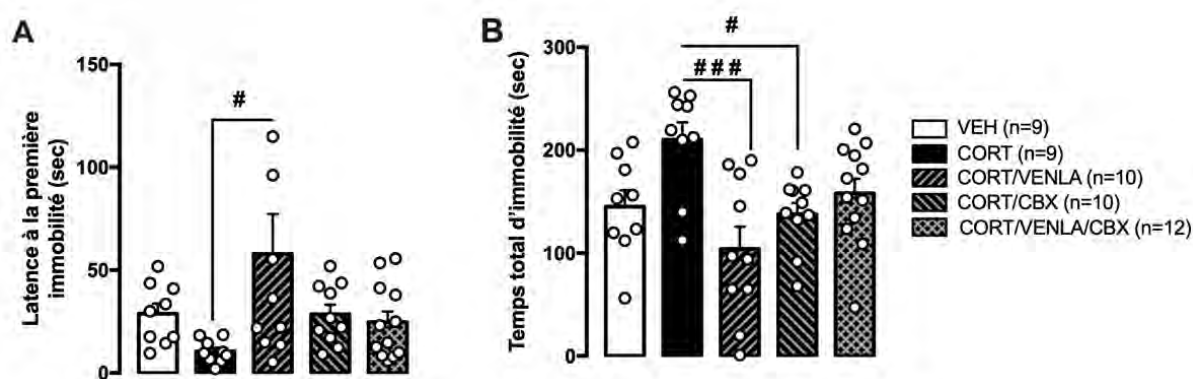 A
Latence à la première
immobilité (sec)
150
100
50
0
#
B
Temps total d'immobilité (sec)
300
200
100
0
#
###
VEH (n=9)
CORT (n=9)
CORT/VENLA (n=10)
CORT/CBX (n=10)
CORT/VENLA/CBX (n=12)